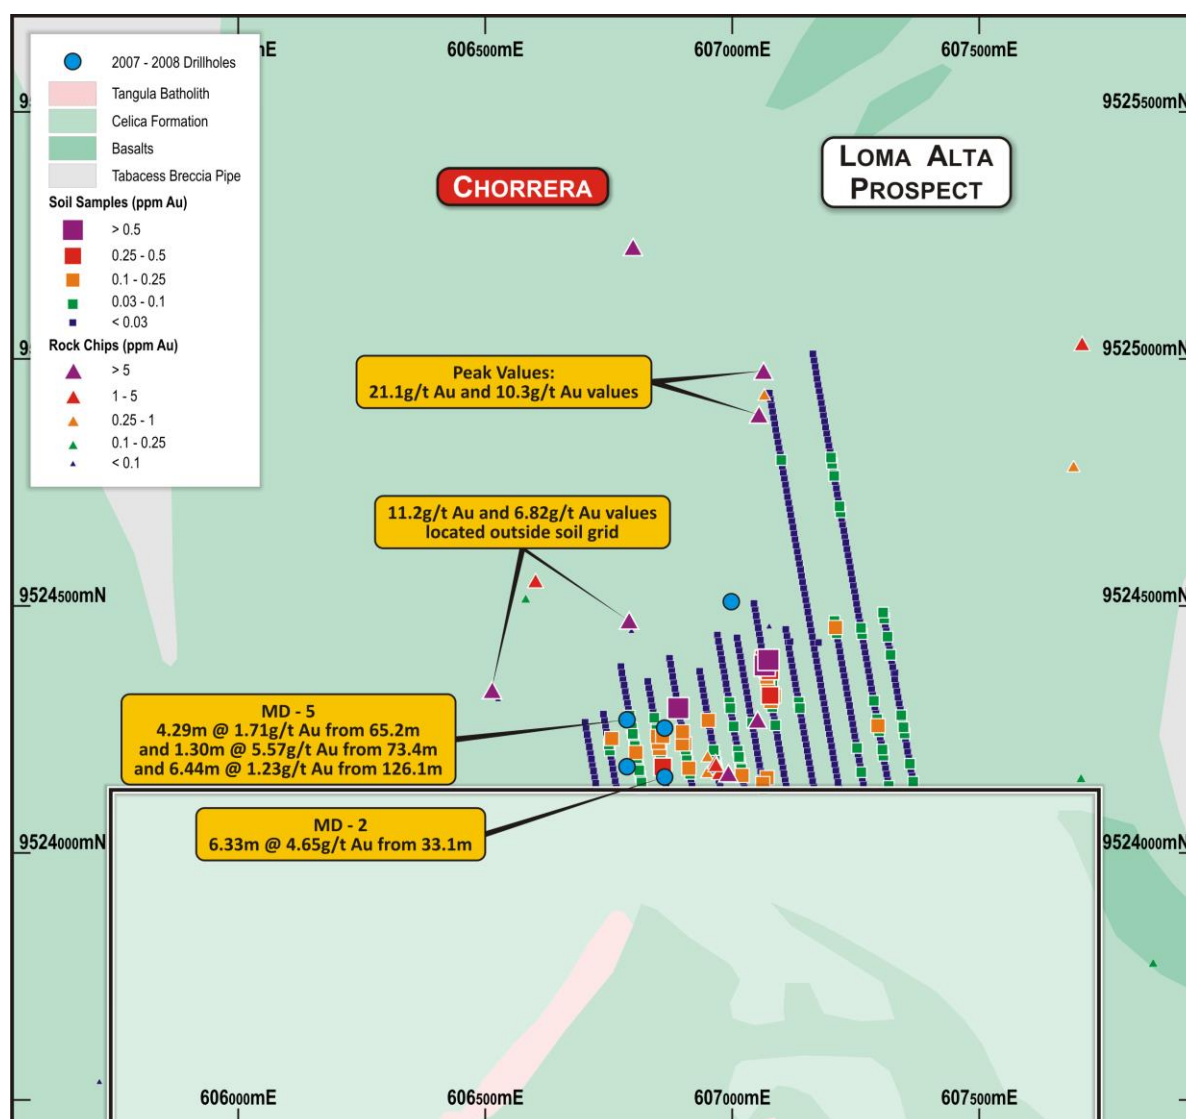 606500mE
607000mE
607500mE
mE
2007 - 2008 Drillholes
Tangula Batholith
Celica Formation
Basalts
Tabacess Breccia Pipe
Soil Samples (ppm Au)
> 0.5
0.25 - 0.5
0.1 - 0.25
0.03 - 0.1
< 0.03
Rock Chips (ppm Au)
> 5
1 - 5
0.25 - 1
0.1 - 0.25
< 0.1
9525500mN
CHORRERA
LOMA ALTA
PROSPECT
9525000mN
Peak Values:
21.1g/t Au and 10.3g/t Au values
11.2g/t Au and 6.82g/t Au values
located outside soil grid
9524500mN
9524500mN
MD - 5
4.29m @ 1.71g/t Au from 65.2m
and 1.30m @ 5.57g/t Au from 73.4m
and 6.44m @ 1.23g/t Au from 126.1m
MD - 2
6.33m @ 4.65g/t Au from 33.1m
9524000mN
9524000mN
606000mE
606500mE
607000mE
607500mE